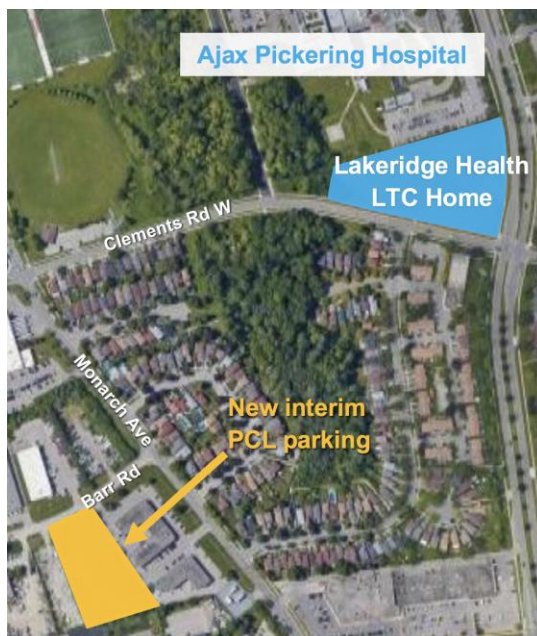 Ajax Pickering Hospital
Lakeridge Health
LTC Home
Clements Rd W
Monarch Ave
New interim
PCL parking
Barr Rd